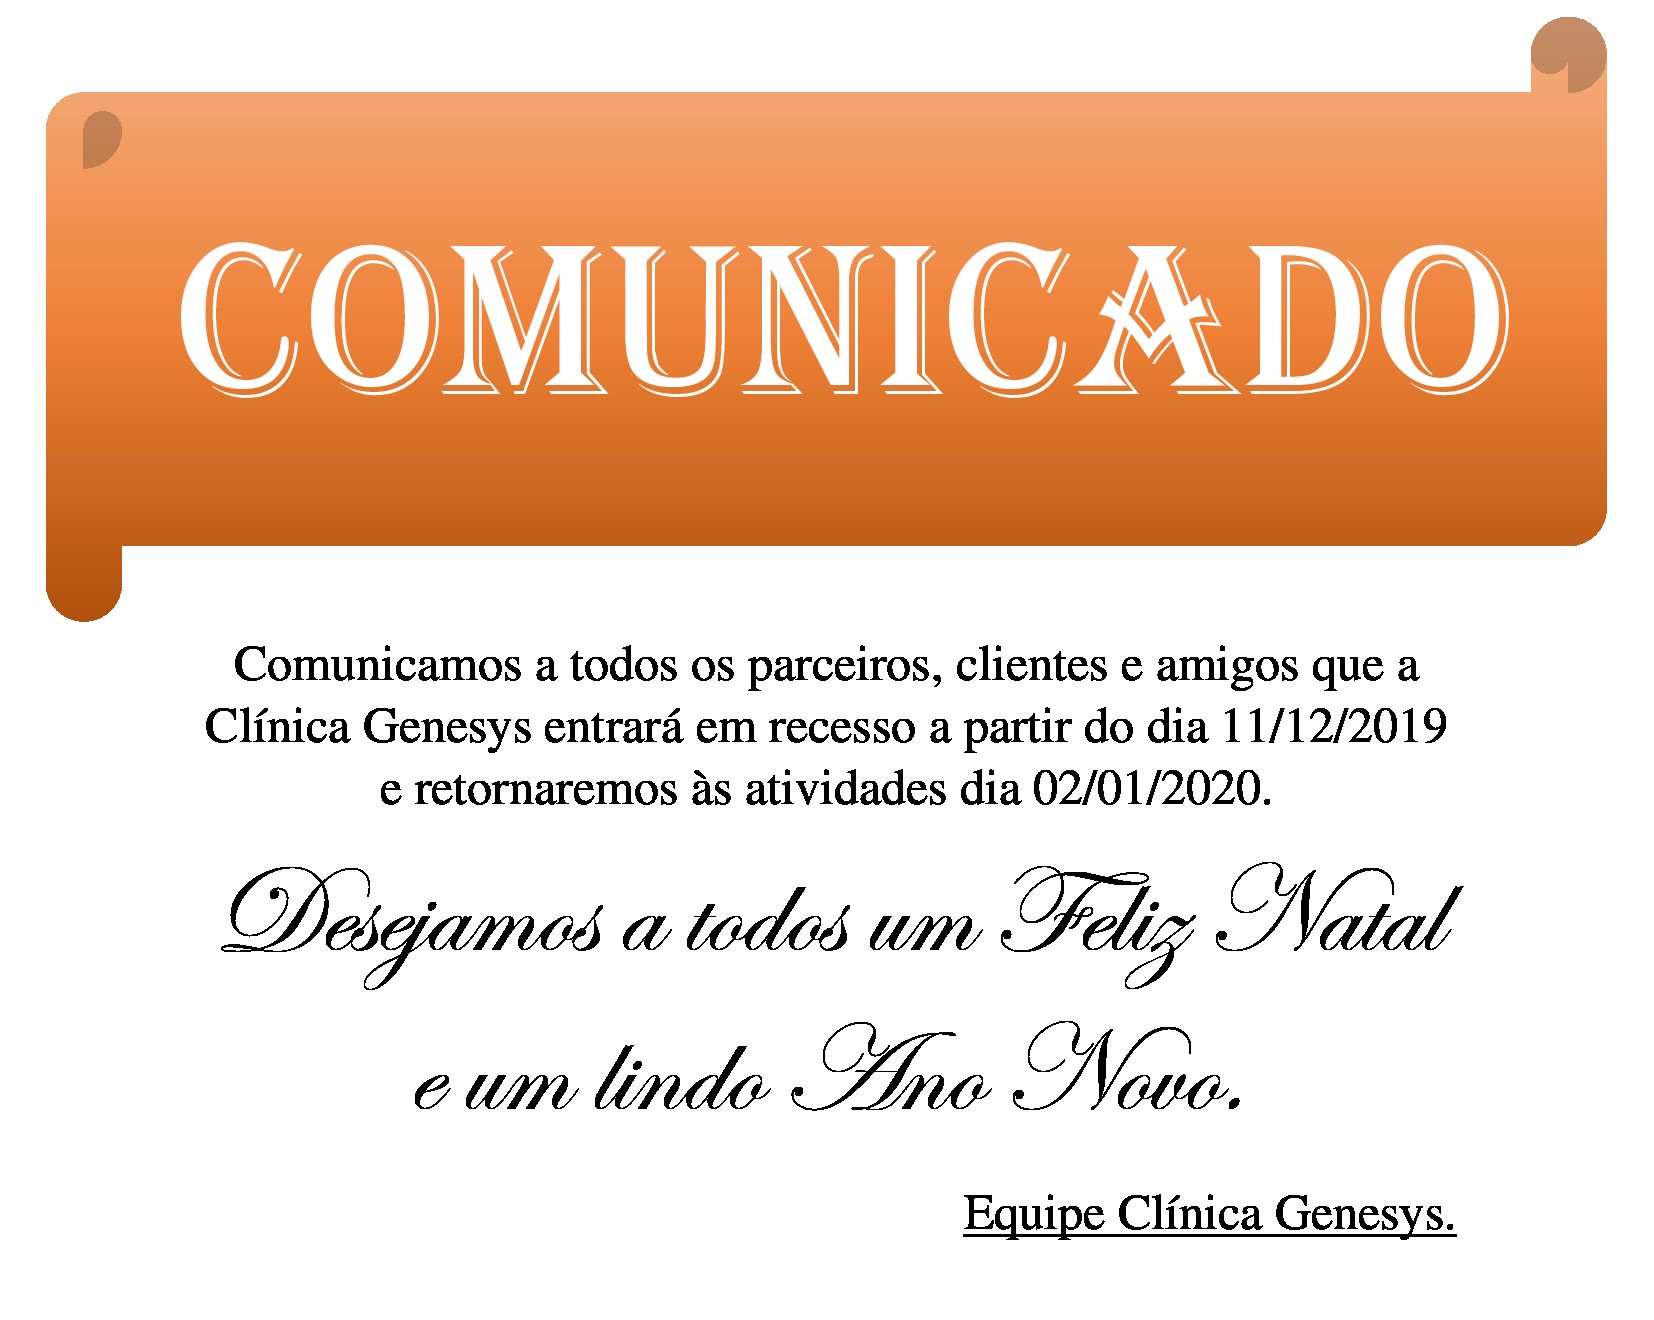 COMUNICADO
Comunicamos a todos os parceiros, clientes e amigos que a
Clínica Genesys entrará em recesso a partir do dia 11/12/2019
e retornaremos às atividades dia 02/01/2020.
Desejamos a todos um Feliz Natal
e um lindo Ano Novo.
Equipe Clínica Genesys.